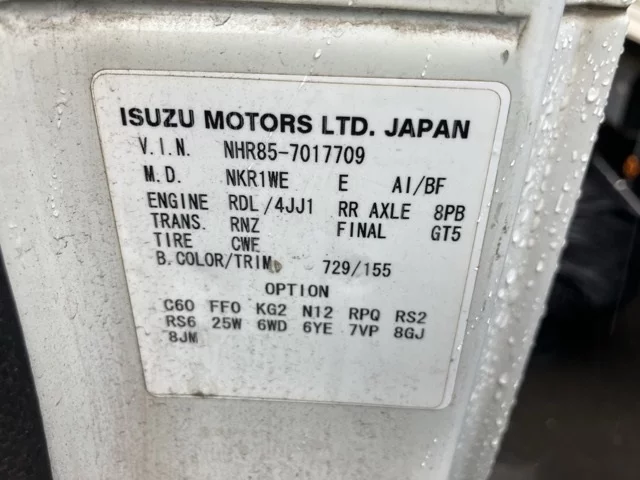 ISUZU MOTORS LTD. JAPAN
V.I.N. NHR85-7017709
M.D. NKR1WE E AI/BF
ENGINE RDL/4JJ1 RR AXLE 8PB
TRANS. RNZ FINAL GT5
TIRE CWE
B.COLOR/TRIM 729/155
OPTION
C60 FF0 KG2 N12 RPQ RS2
RS6 25W 6WD 6YE 7VP 8GJ
8JM